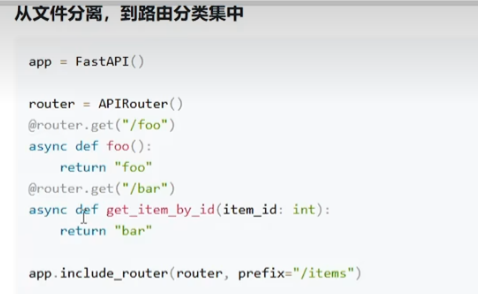 从文件分离，到路由分类集中
app = FastAPI()
router = APIRouter()
@router.get("/foo")
async def foo():
    return "foo"
@router.get("/bar")
async def get_item_by_id(item_id: int):
    return "bar"
app.include_router(router, prefix="/items")